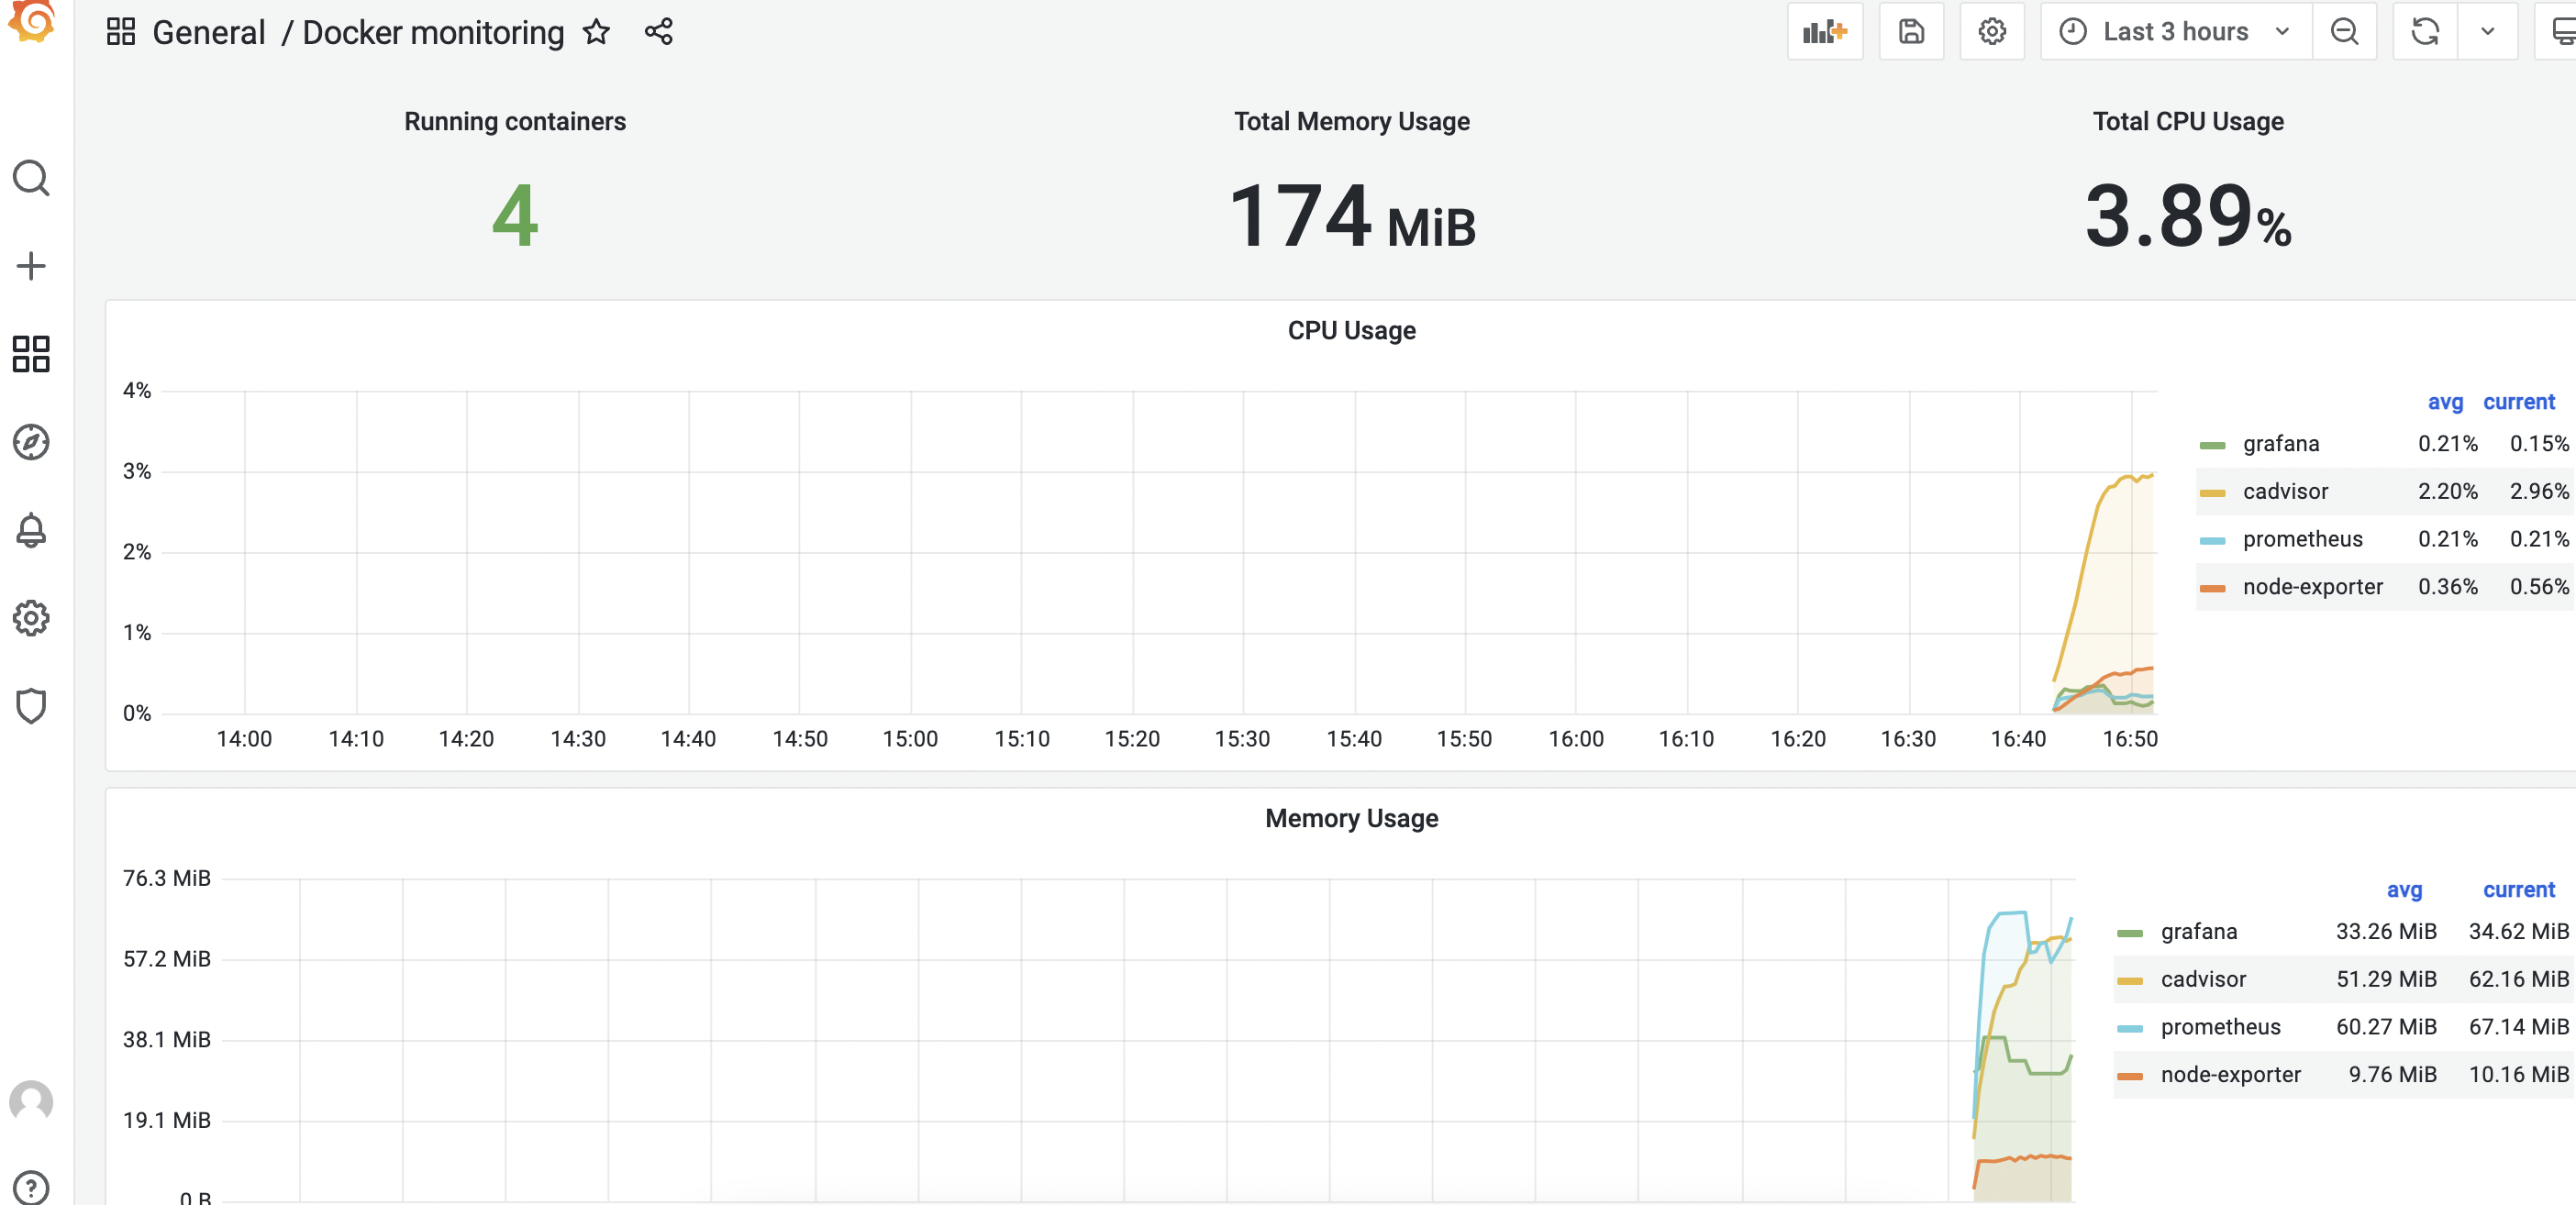 General / Docker monitoring
Last 3 hours
Running containers
4
Total Memory Usage
174 MiB
Total CPU Usage
3.89%
CPU Usage
4%
3%
2%
1%
0%
14:00 14:10 14:20 14:30 14:40 14:50 15:00 15:10 15:20 15:30 15:40 15:50 16:00 16:10 16:20 16:30 16:40 16:50
avg current
grafana 0.21% 0.15%
cadvisor 2.20% 2.96%
prometheus 0.21% 0.21%
node-exporter 0.36% 0.56%
Memory Usage
76.3 MiB
57.2 MiB
38.1 MiB
19.1 MiB
0 B
avg current
grafana 33.26 MiB 34.62 MiB
cadvisor 51.29 MiB 62.16 MiB
prometheus 60.27 MiB 67.14 MiB
node-exporter 9.76 MiB 10.16 MiB